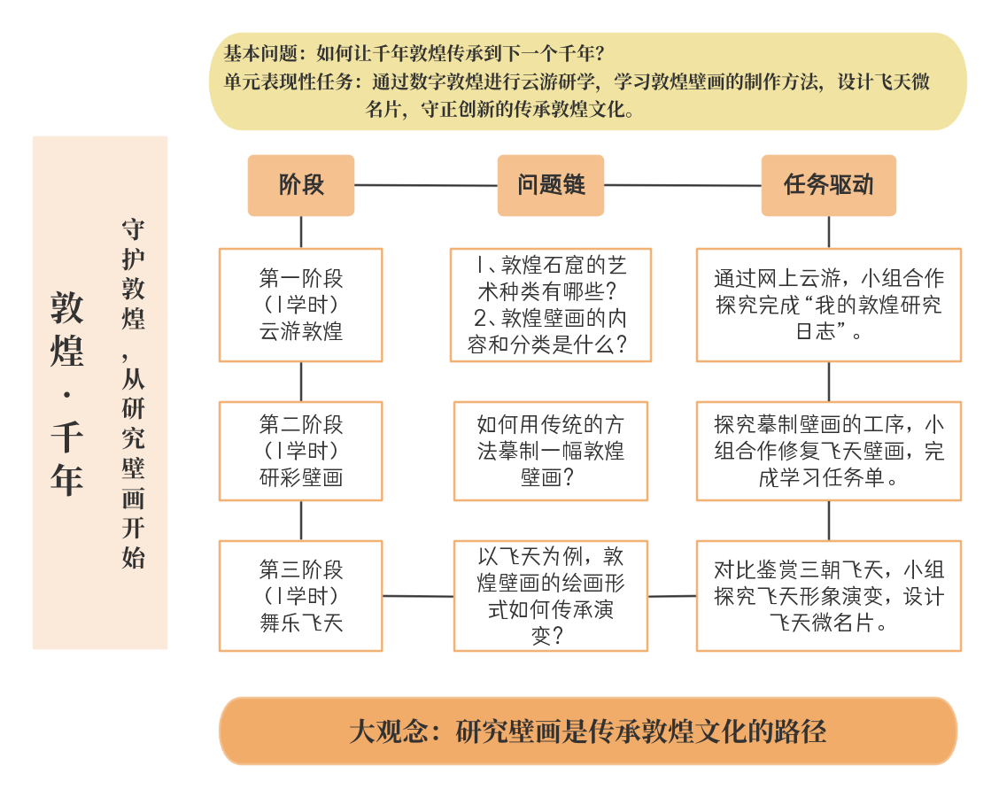 基本问题：如何让千年敦煌传承到下一个千年？
单元表现性任务：通过数字敦煌进行云游研学，学习敦煌壁画的制作方法，设计飞天微
名片，守正创新的传承敦煌文化。
敦煌·千年
守护敦煌，从研究壁画开始
阶段
问题链
任务驱动
第一阶段
（1学时）
云游敦煌
1、敦煌石窟的艺
术种类有哪些？
2、敦煌壁画的内
容和分类是什么？
通过网上云游，小组合作
探究完成“我的敦煌研究
日志”。
第二阶段
（1学时）
研彩壁画
如何用传统的方
法摹制一幅敦煌
壁画？
探究摹制壁画的工序，小
组合作修复飞天壁画，完
成学习任务单。
第三阶段
（1学时）
舞乐飞天
以飞天为例，敦
煌壁画的绘画形
式如何传承演
变？
对比鉴赏三朝飞天，小组
探究飞天形象演变，设计
飞天微名片。
大观念：研究壁画是传承敦煌文化的路径